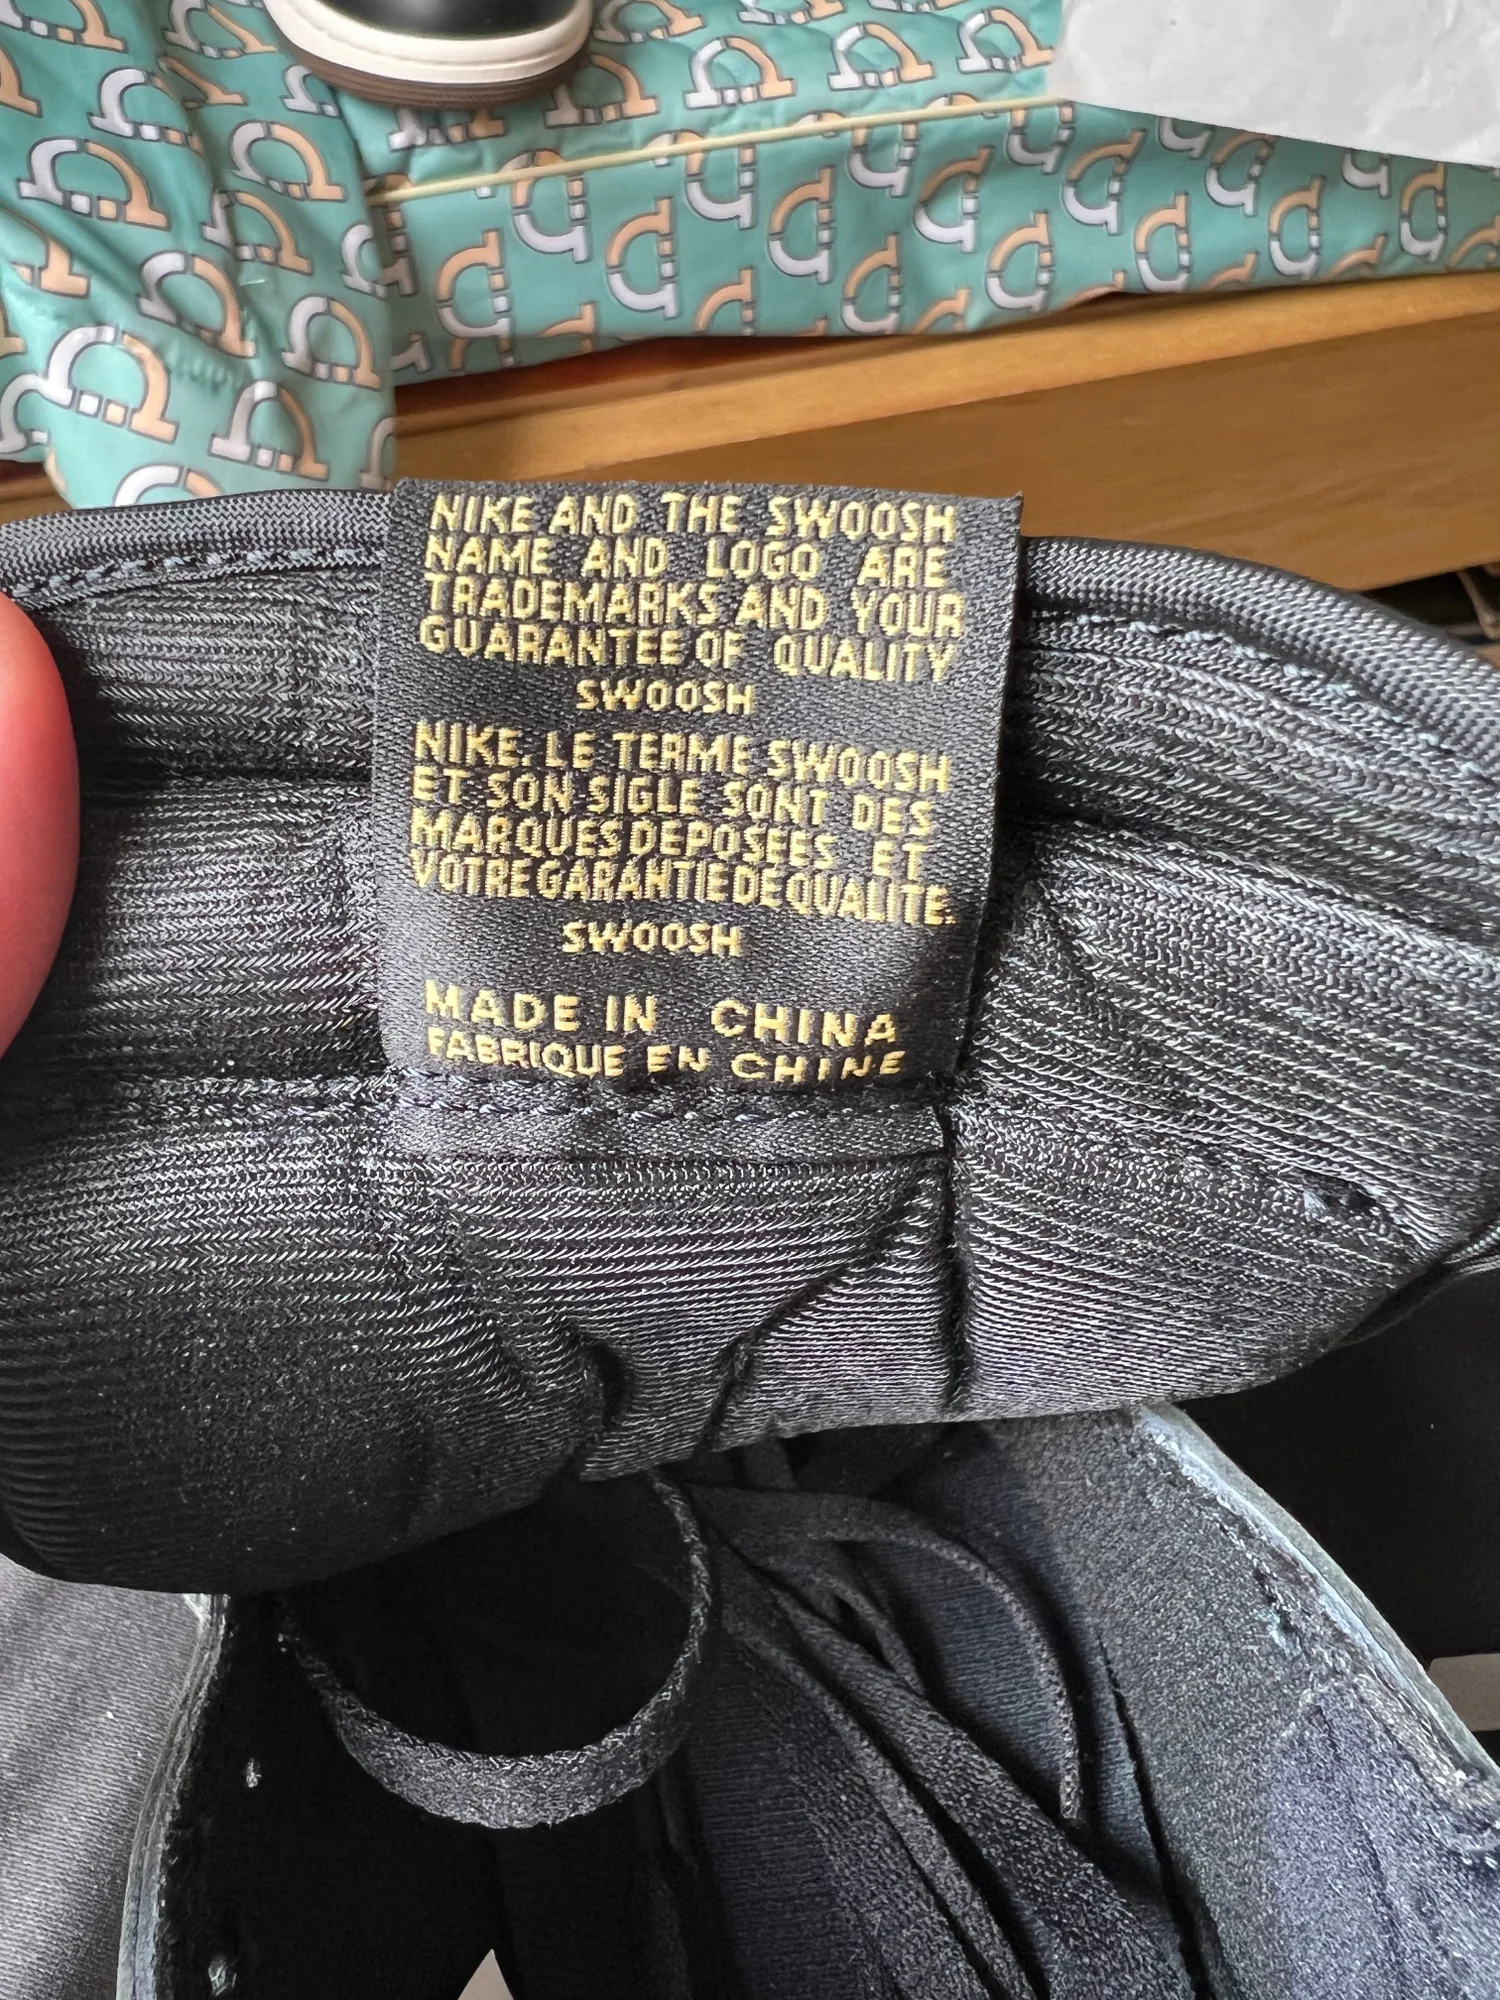 NIKE AND THE SWOOSH
NAME AND LOGO ARE
TRADEMARKS AND YOUR
GUARANTEE OF QUALITY
SWOOSH
NIKE. LE TERME SWOOSH
ET SON SIGLE SONT DES
MARQUES DEPOSEES ET
VOTRE GARANTIE DE QUALITE.
SWOOSH
MADE IN CHINA
FABRIQUE EN CHINE